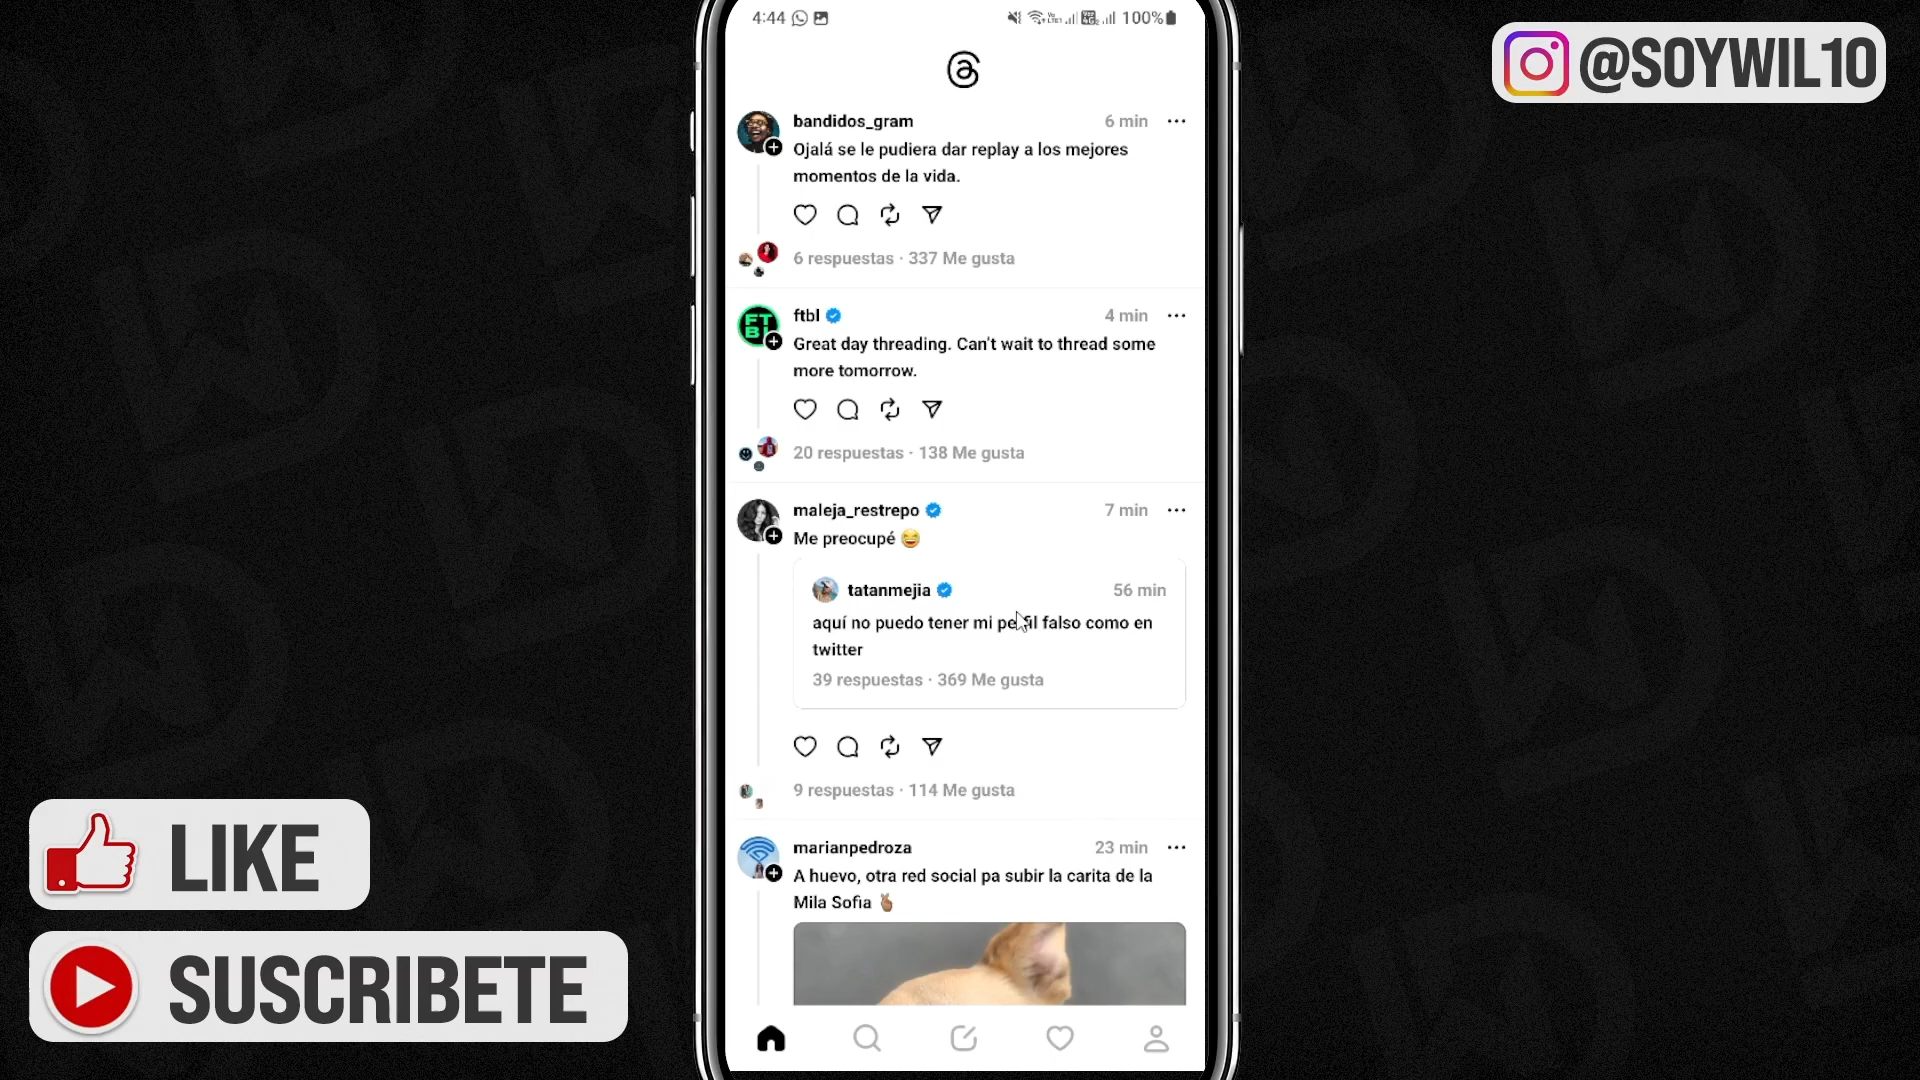 4:44
100%
@SOYWIL10
bandidos_gram
6 min
Ojalá se le pudiera dar replay a los mejores
momentos de la vida.
6 respuestas · 337 Me gusta
FT
BL
ftbl
4 min
Great day threading. Can't wait to thread some
more tomorrow.
20 respuestas · 138 Me gusta
maleja_restrepo
7 min
Me preocupé 😆
tatanmejia
56 min
aquí no puedo tener mi perfil falso como en
twitter
39 respuestas · 369 Me gusta
9 respuestas · 114 Me gusta
marianpedroza
23 min
A huevo, otra red social pa subir la carita de la
Mila Sofia 🫰🏽
LIKE
SUSCRIBETE